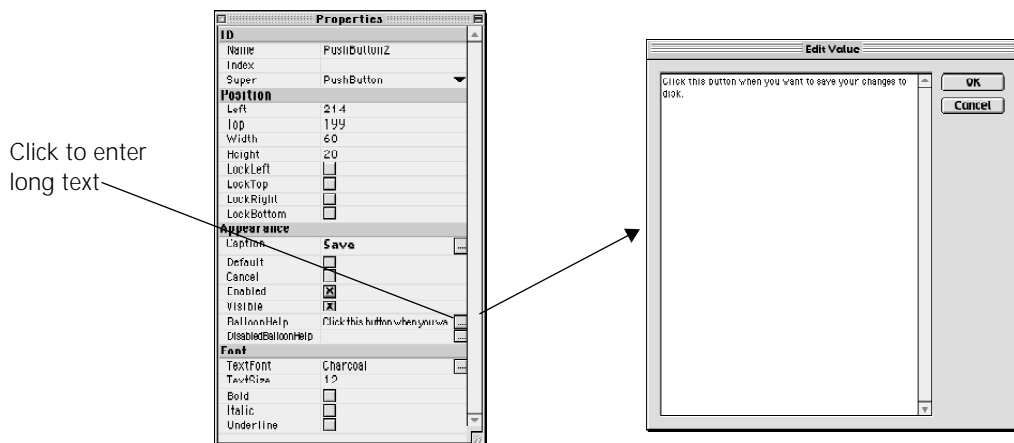 Properties
ID
Name PushButton2
Index
Super PushButton
Position
Left 214
Top 199
Width 60
Height 20
LockLeft
LockTop
LockRight
LockBottom
Appearance
Caption Save ...
Default
Cancel
Enabled
Visible
BalloonHelp Click this button when you wa ...
DisabledBalloonHelp ...
Font
TextFont Charcoal ...
TextSize 12
Bold
Italic
Underline
Click to enter
long text
Edit Value
Click this button when you want to save your changes to
disk.
OK
Cancel